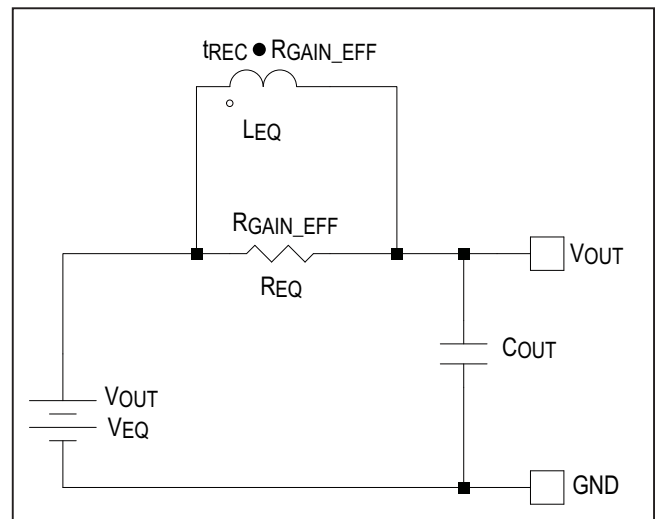 tREC ● RGAIN_EFF
LEQ
RGAIN_EFF
REQ
VOUT
COUT
VOUT
VEQ
GND